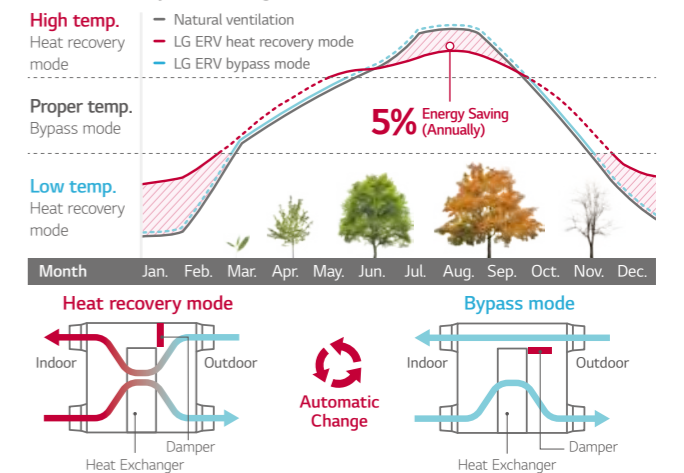 High temp.
Heat recovery
mode
Natural ventilation
LG ERV heat recovery mode
LG ERV bypass mode
Proper temp.
Bypass mode
5% Energy Saving
(Annually)
Low temp.
Heat recovery
mode
Month Jan. Feb. Mar. Apr. May. Jun. Jul. Aug. Sep. Oct. Nov. Dec.
Heat recovery mode
Indoor
Outdoor
Damper
Heat Exchanger
Automatic
Change
Bypass mode
Indoor
Outdoor
Damper
Heat Exchanger